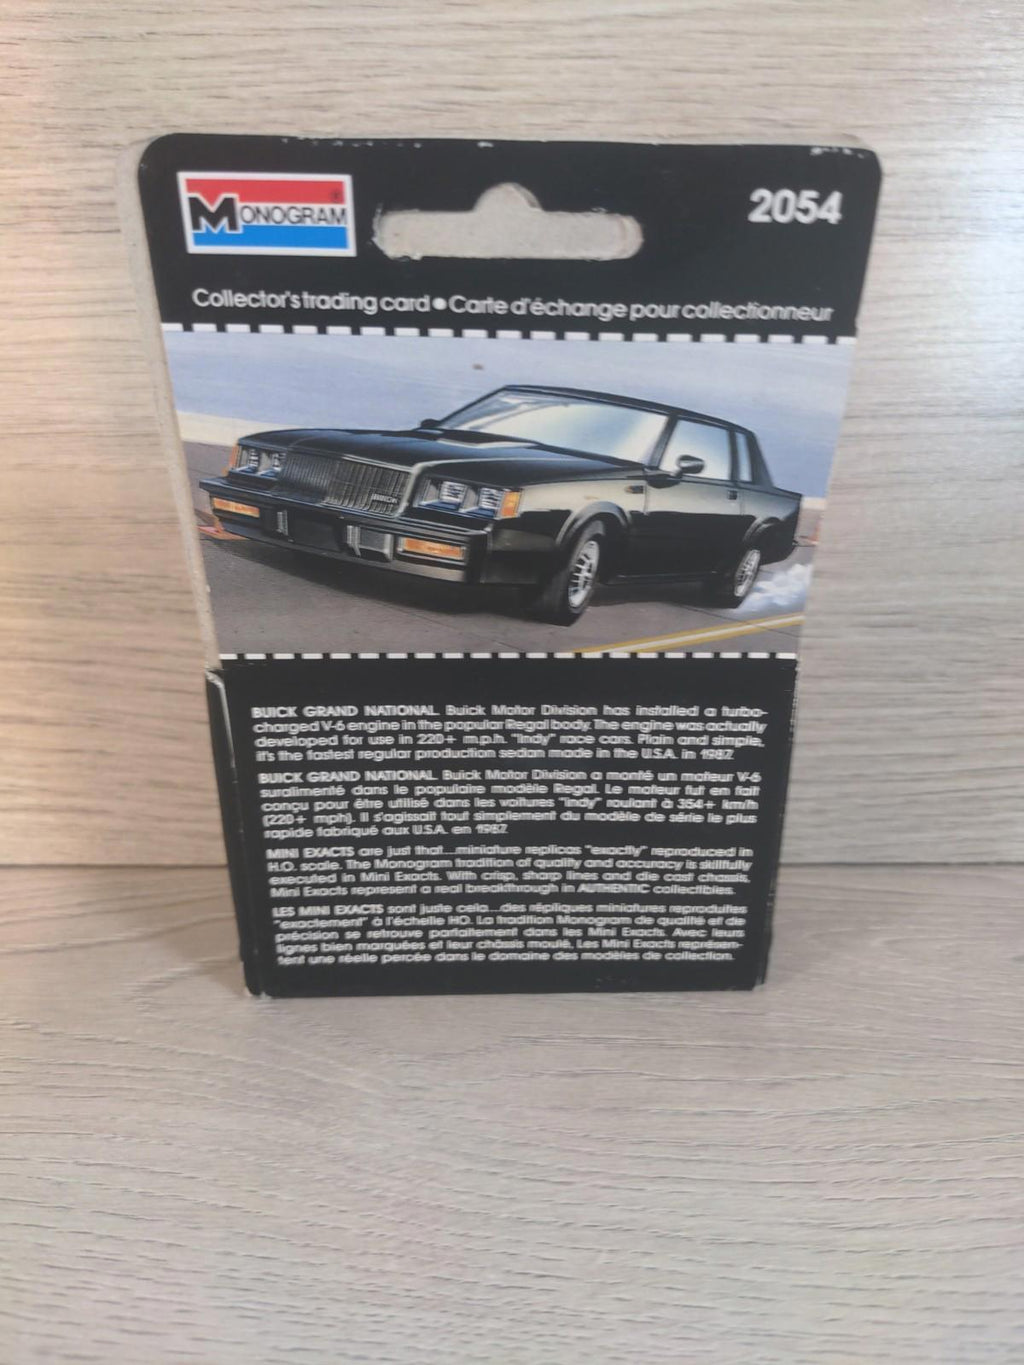 MONOGRAM
2054
Collector's trading card • Carte d'échange pour collectionneur
BUICK
BUICK GRAND NATIONAL. Buick Motor Division has installed a turbo-
charged V-6 engine in the popular Regal body. The engine was actually
developed for use in 220+ m.p.h. "Indy" race cars. Plain and simple,
it's the fastest regular production sedan made in the U.S.A. in 1987.
BUICK GRAND NATIONAL. Buick Motor Division a monté un moteur V-6
suralimenté dans le populaire modèle Regal. Le moteur fut en fait
conçu pour être utilisé dans les voitures "Indy" roulant à 354+ km/h
(220+ mph). Il s'agissait tout simplement du modèle de série le plus
rapide fabriqué aux U.S.A. en 1987.
MINI EXACTS are just that...miniature replicas "exactly" reproduced in
H.O. scale. The Monogram tradition of quality and accuracy is skillfully
executed in Mini Exacts. With crisp, sharp lines and die cast chassis,
Mini Exacts represent a real breakthrough in AUTHENTIC collectibles.
LES MINI EXACTS sont juste cela...des répliques miniatures reproduites
"exactement" à l'échelle HO. La tradition Monogram de qualité et de
précision se retrouve parfaitement dans les Mini Exacts. Avec leurs
lignes bien marquées et leur châssis moulé, Les Mini Exacts représen-
tent une réelle percée dans le domaine des modèles de collection.